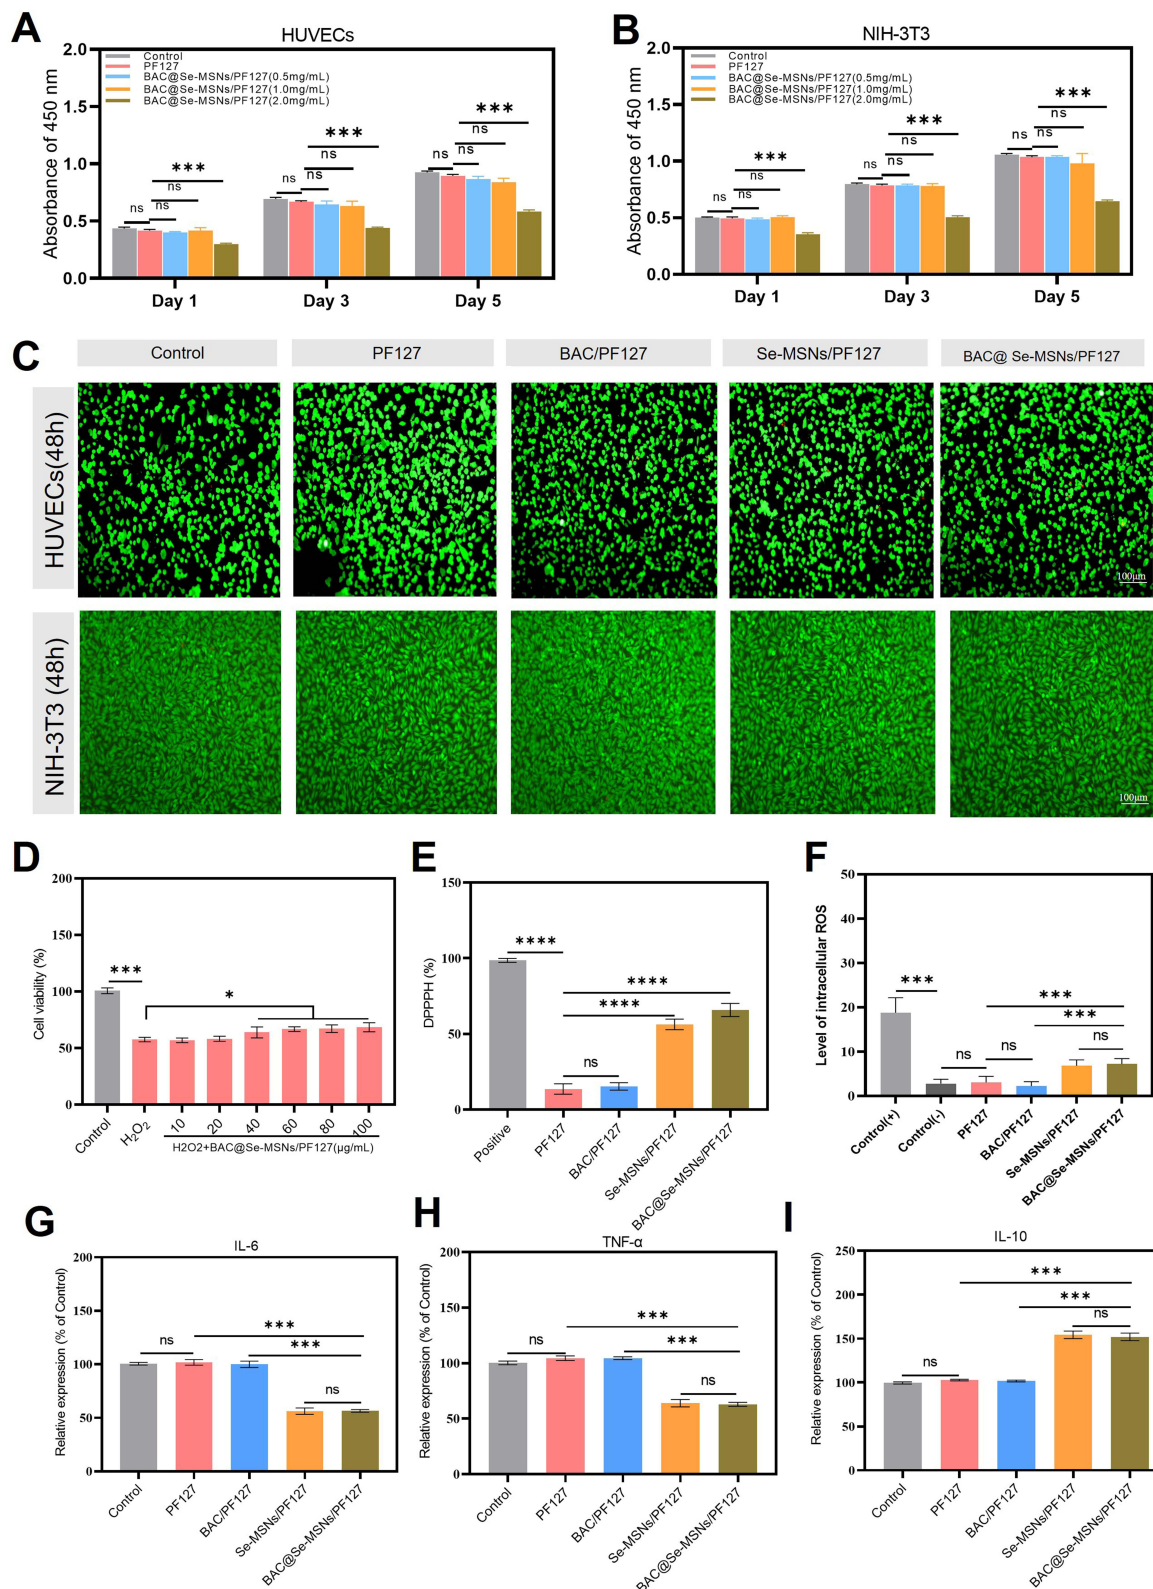 A
HUVECs
Absorbance of 450 nm
2.0
1.5
1.0
0.5
0.0
Control
PF127
BAC@Se-MSNs/PF127(0.5mg/mL)
BAC@Se-MSNs/PF127(1.0mg/mL)
BAC@Se-MSNs/PF127(2.0mg/mL)
***
ns
ns
ns
***
ns
ns
ns
***
ns
ns
ns
Day 1
Day 3
Day 5
B
NIH-3T3
Absorbance of 450 nm
2.0
1.5
1.0
0.5
0.0
Control
PF127
BAC@Se-MSNs/PF127(0.5mg/mL)
BAC@Se-MSNs/PF127(1.0mg/mL)
BAC@Se-MSNs/PF127(2.0mg/mL)
***
ns
ns
ns
***
ns
ns
ns
***
ns
ns
ns
Day 1
Day 3
Day 5
C
Control
PF127
BAC/PF127
Se-MSNs/PF127
BAC@ Se-MSNs/PF127
HUVECs(48h)
100μm
NIH-3T3 (48h)
100μm
D
Cell viability (%)
200
150
100
50
0
***
*
Control
H₂O₂
10
20
40
60
80
100
H2O2+BAC@Se-MSNs/PF127(μg/mL)
E
DPPPH (%)
150
100
50
0
****
****
****
ns
Positive
PF127
BAC/PF127
Se-MSNs/PF127
BAC@Se-MSNs/PF127
F
Level of intracellular ROS
50
40
30
20
10
0
***
***
***
ns
ns
ns
Control(+)
Control(-)
PF127
BAC/PF127
Se-MSNs/PF127
BAC@Se-MSNs/PF127
G
IL-6
Relative expression (% of Control)
200
150
100
50
0
ns
***
***
ns
Control
PF127
BAC/PF127
Se-MSNs/PF127
BAC@Se-MSNs/PF127
H
TNF-α
Relative expression (% of Control)
200
150
100
50
0
ns
***
***
ns
Control
PF127
BAC/PF127
Se-MSNs/PF127
BAC@Se-MSNs/PF127
I
IL-10
Relative expression (% of Control)
250
200
150
100
50
0
ns
***
***
ns
Control
PF127
BAC/PF127
Se-MSNs/PF127
BAC@Se-MSNs/PF127